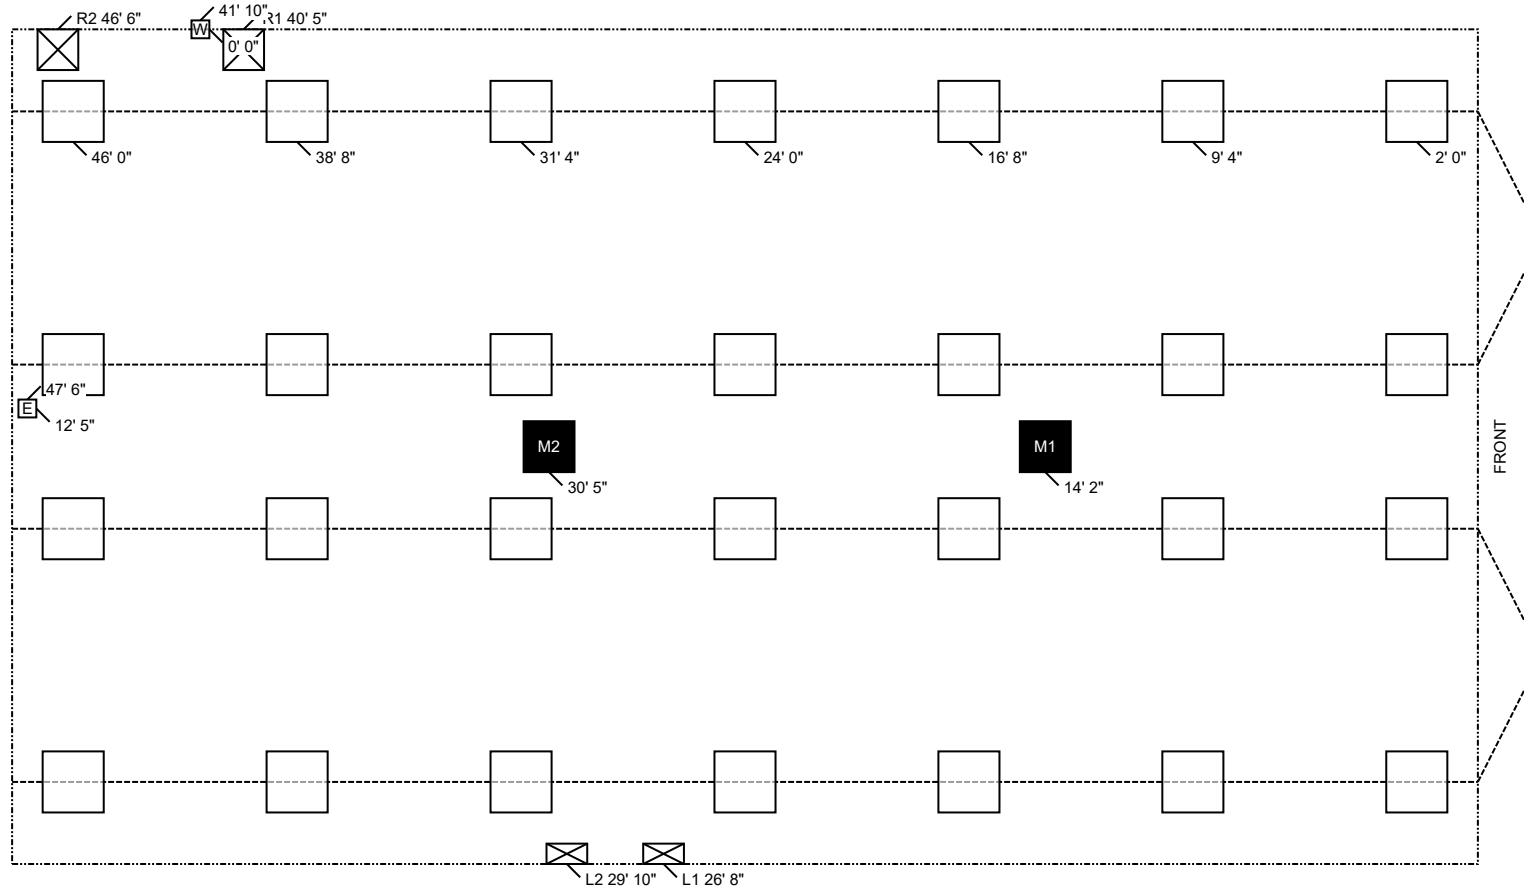 R2 46' 6"
41' 10"
R1 40' 5"
W
0' 0"
46' 0"
38' 8"
31' 4"
24' 0"
16' 8"
9' 4"
2' 0"
47' 6"
E
12' 5"
M2
M1
FRONT
30' 5"
14' 2"
L2 29' 10"
L1 26' 8"